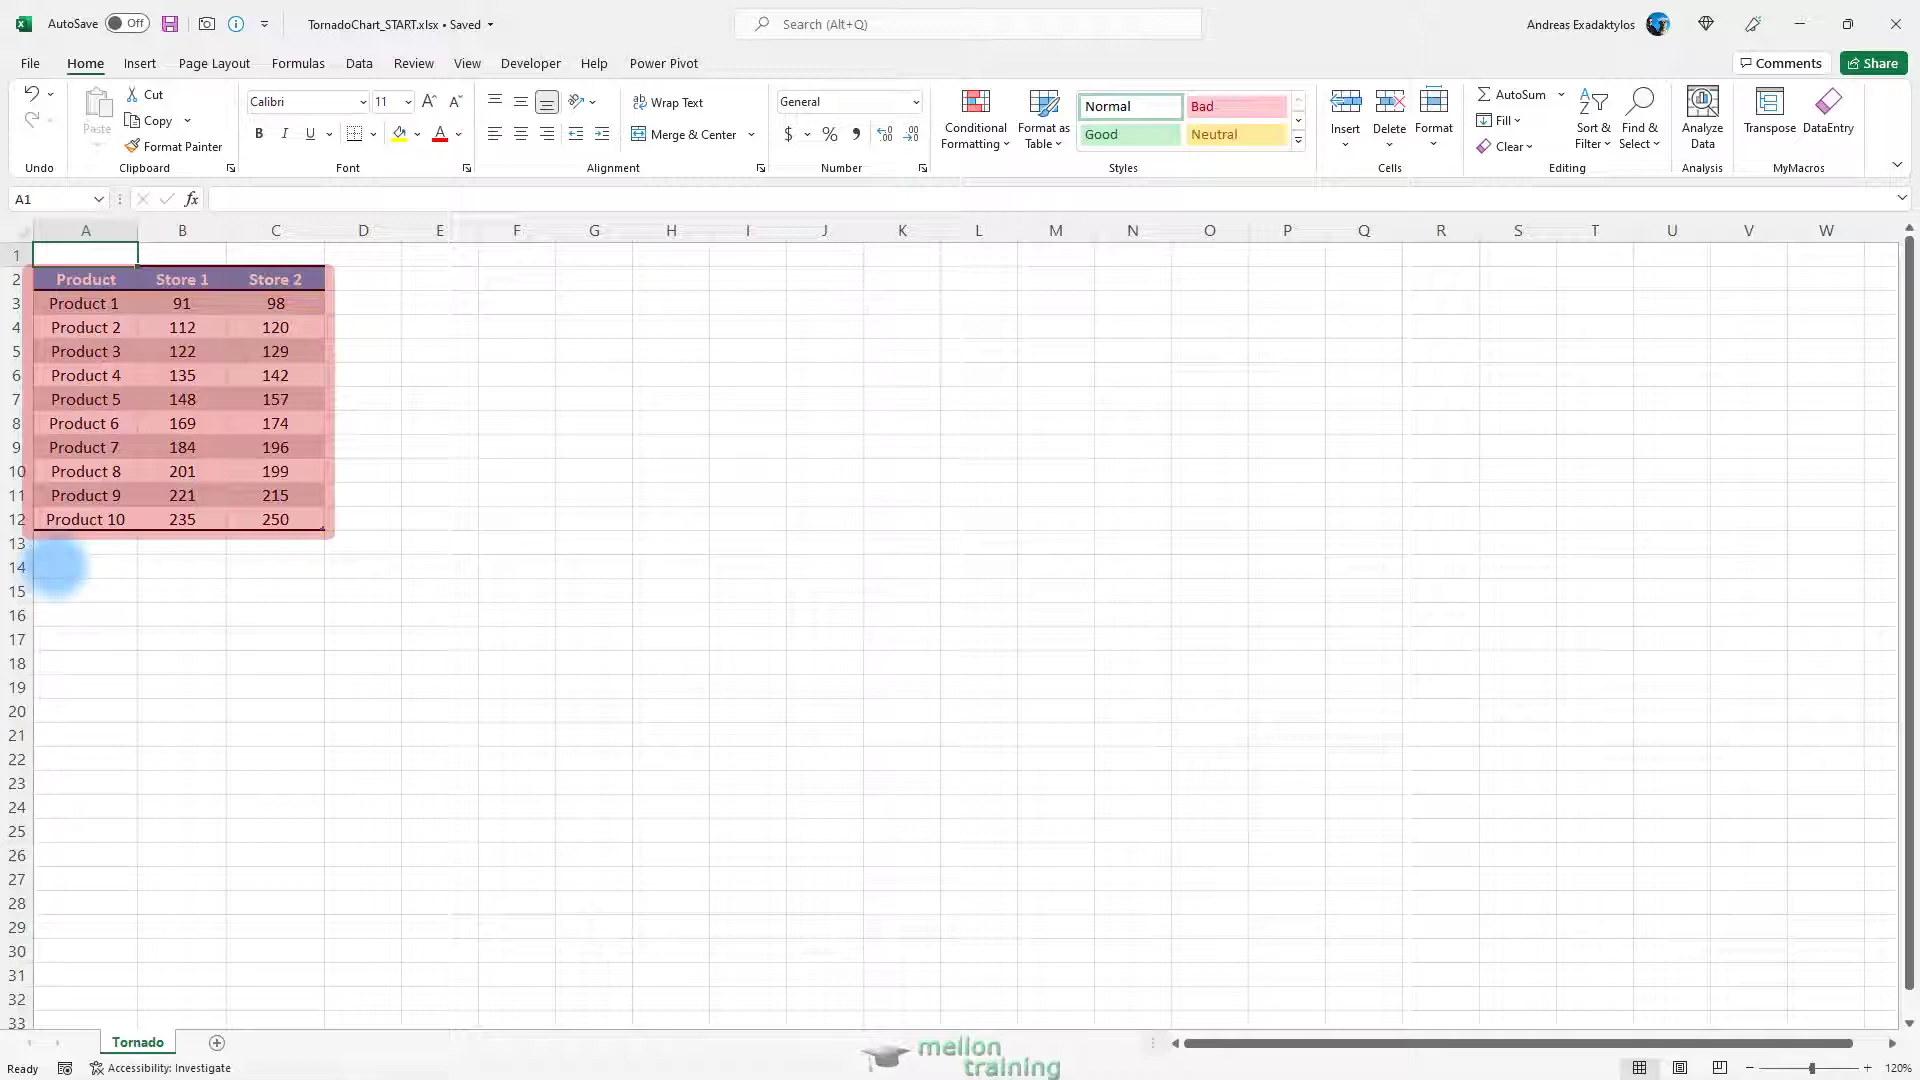 AutoSave Off TornadoChart_START.xlsx • Saved Search (Alt+Q) Andreas Exadaktylos
File Home Insert Page Layout Formulas Data Review View Developer Help Power Pivot Comments Share
Paste Cut Copy Format Painter
Calibri 11 B I U A
Wrap Text Merge & Center
General $ % 9
Conditional Formatting Format as Table Normal Bad Good Neutral
Insert Delete Format
AutoSum Fill Clear Sort & Filter Find & Select
Analyze Data Transpose DataEntry
Undo Clipboard Font Alignment Number Styles Cells Editing Analysis MyMacros
A1 fx
A B C D E F G H I J K L M N O P Q R S T U V W
1
2 Product Store 1 Store 2
3 Product 1 91 98
4 Product 2 112 120
5 Product 3 122 129
6 Product 4 135 142
7 Product 5 148 157
8 Product 6 169 174
9 Product 7 184 196
10 Product 8 201 199
11 Product 9 221 215
12 Product 10 235 250
13
14
15
16
17
18
19
20
21
22
23
24
25
26
27
28
29
30
31
32
33
Tornado
mellon
training
Ready Accessibility: Investigate 120%